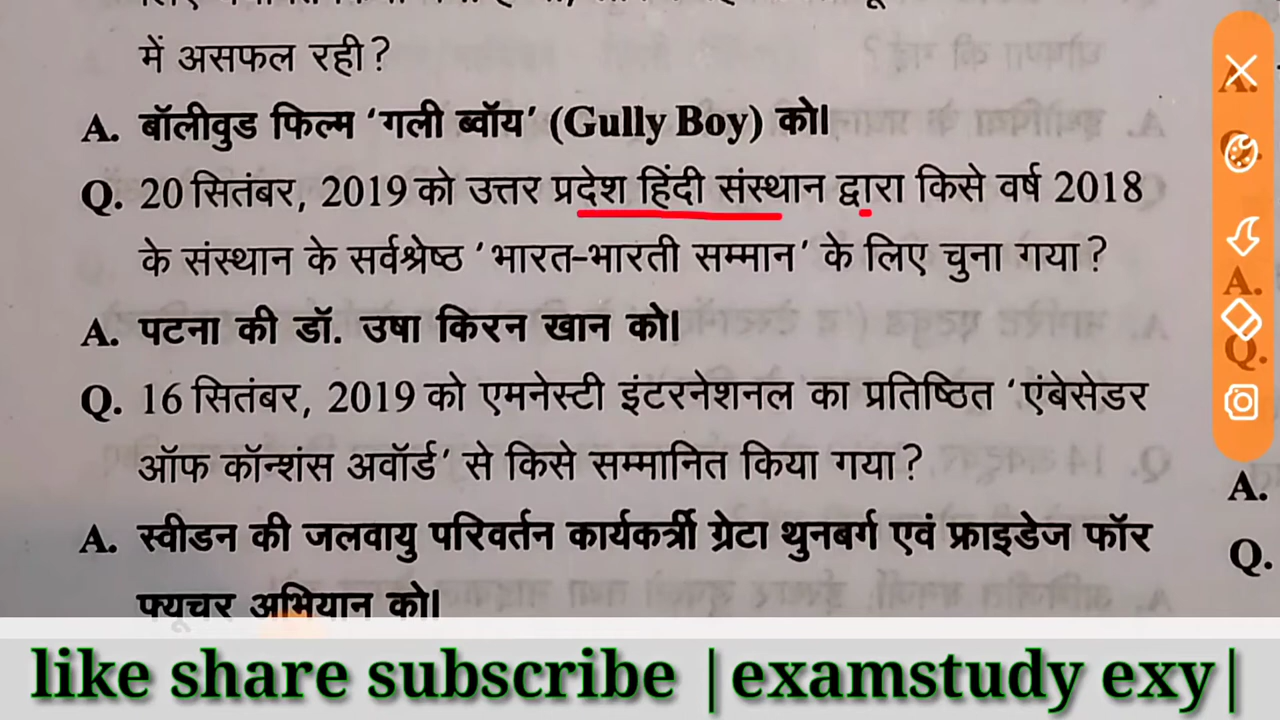 में असफल रही?
A. बॉलीवुड फिल्म 'गली ब्वॉय' (Gully Boy) को।
Q. 20 सितंबर, 2019 को उत्तर प्रदेश हिंदी संस्थान द्वारा किसे वर्ष 2018
के संस्थान के सर्वश्रेष्ठ 'भारत-भारती सम्मान' के लिए चुना गया?
A. पटना की डॉ. उषा किरन खान को।
Q. 16 सितंबर, 2019 को एमनेस्टी इंटरनेशनल का प्रतिष्ठित 'एंबेसेडर
ऑफ कॉन्शंस अवॉर्ड' से किसे सम्मानित किया गया?
A. स्वीडन की जलवायु परिवर्तन कार्यकर्त्री ग्रेटा थुनबर्ग एवं फ्राइडेज फॉर
फ्यूचर अभियान को।
A.
Q.
A.
Q.
A.
Q.
like share subscribe |examstudy exy|